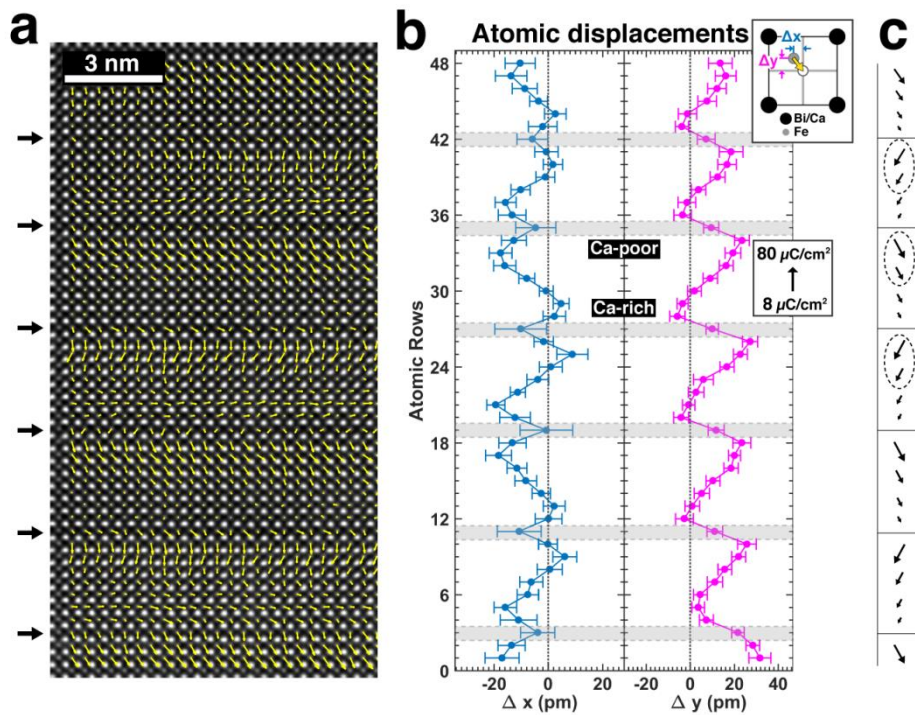 a
3 nm
b
Atomic displacements
Δx
Δy
Bi/Ca
Fe
c
48
42
36
30
24
18
12
6
0
Atomic Rows
Ca-poor
Ca-rich
80 μC/cm²
8 μC/cm²
-20 0 20
-20 0 20 40
Δ x (pm)
Δ y (pm)